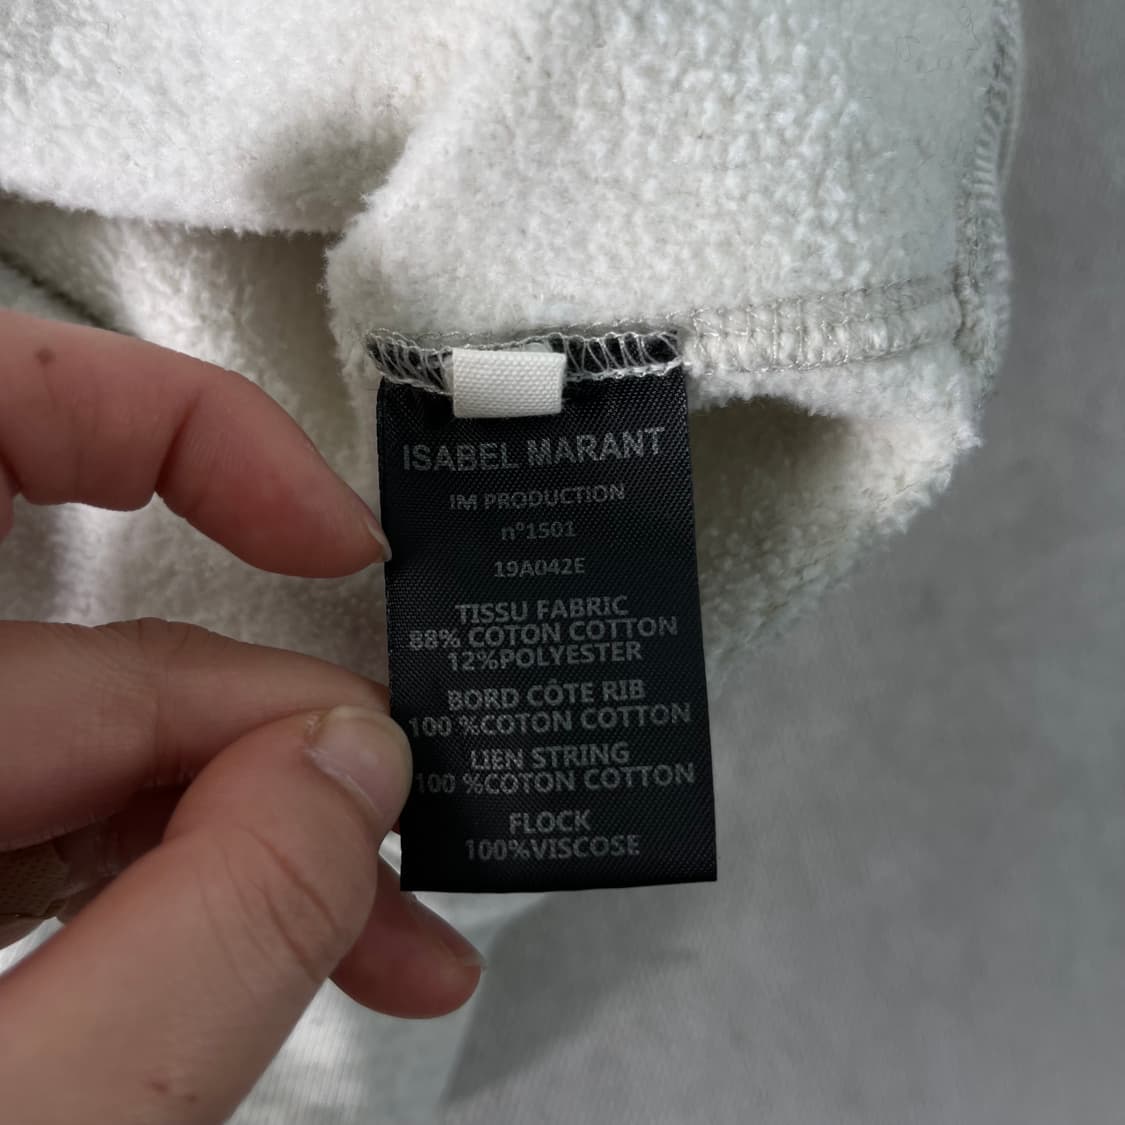 ISABEL MARANT
IM PRODUCTION
n°1501
19A042E
TISSU FABRIC
88% COTON COTTON
12%POLYESTER
BORD CÔTE RIB
100 %COTON COTTON
LIEN STRING
100 %COTON COTTON
FLOCK
100%VISCOSE